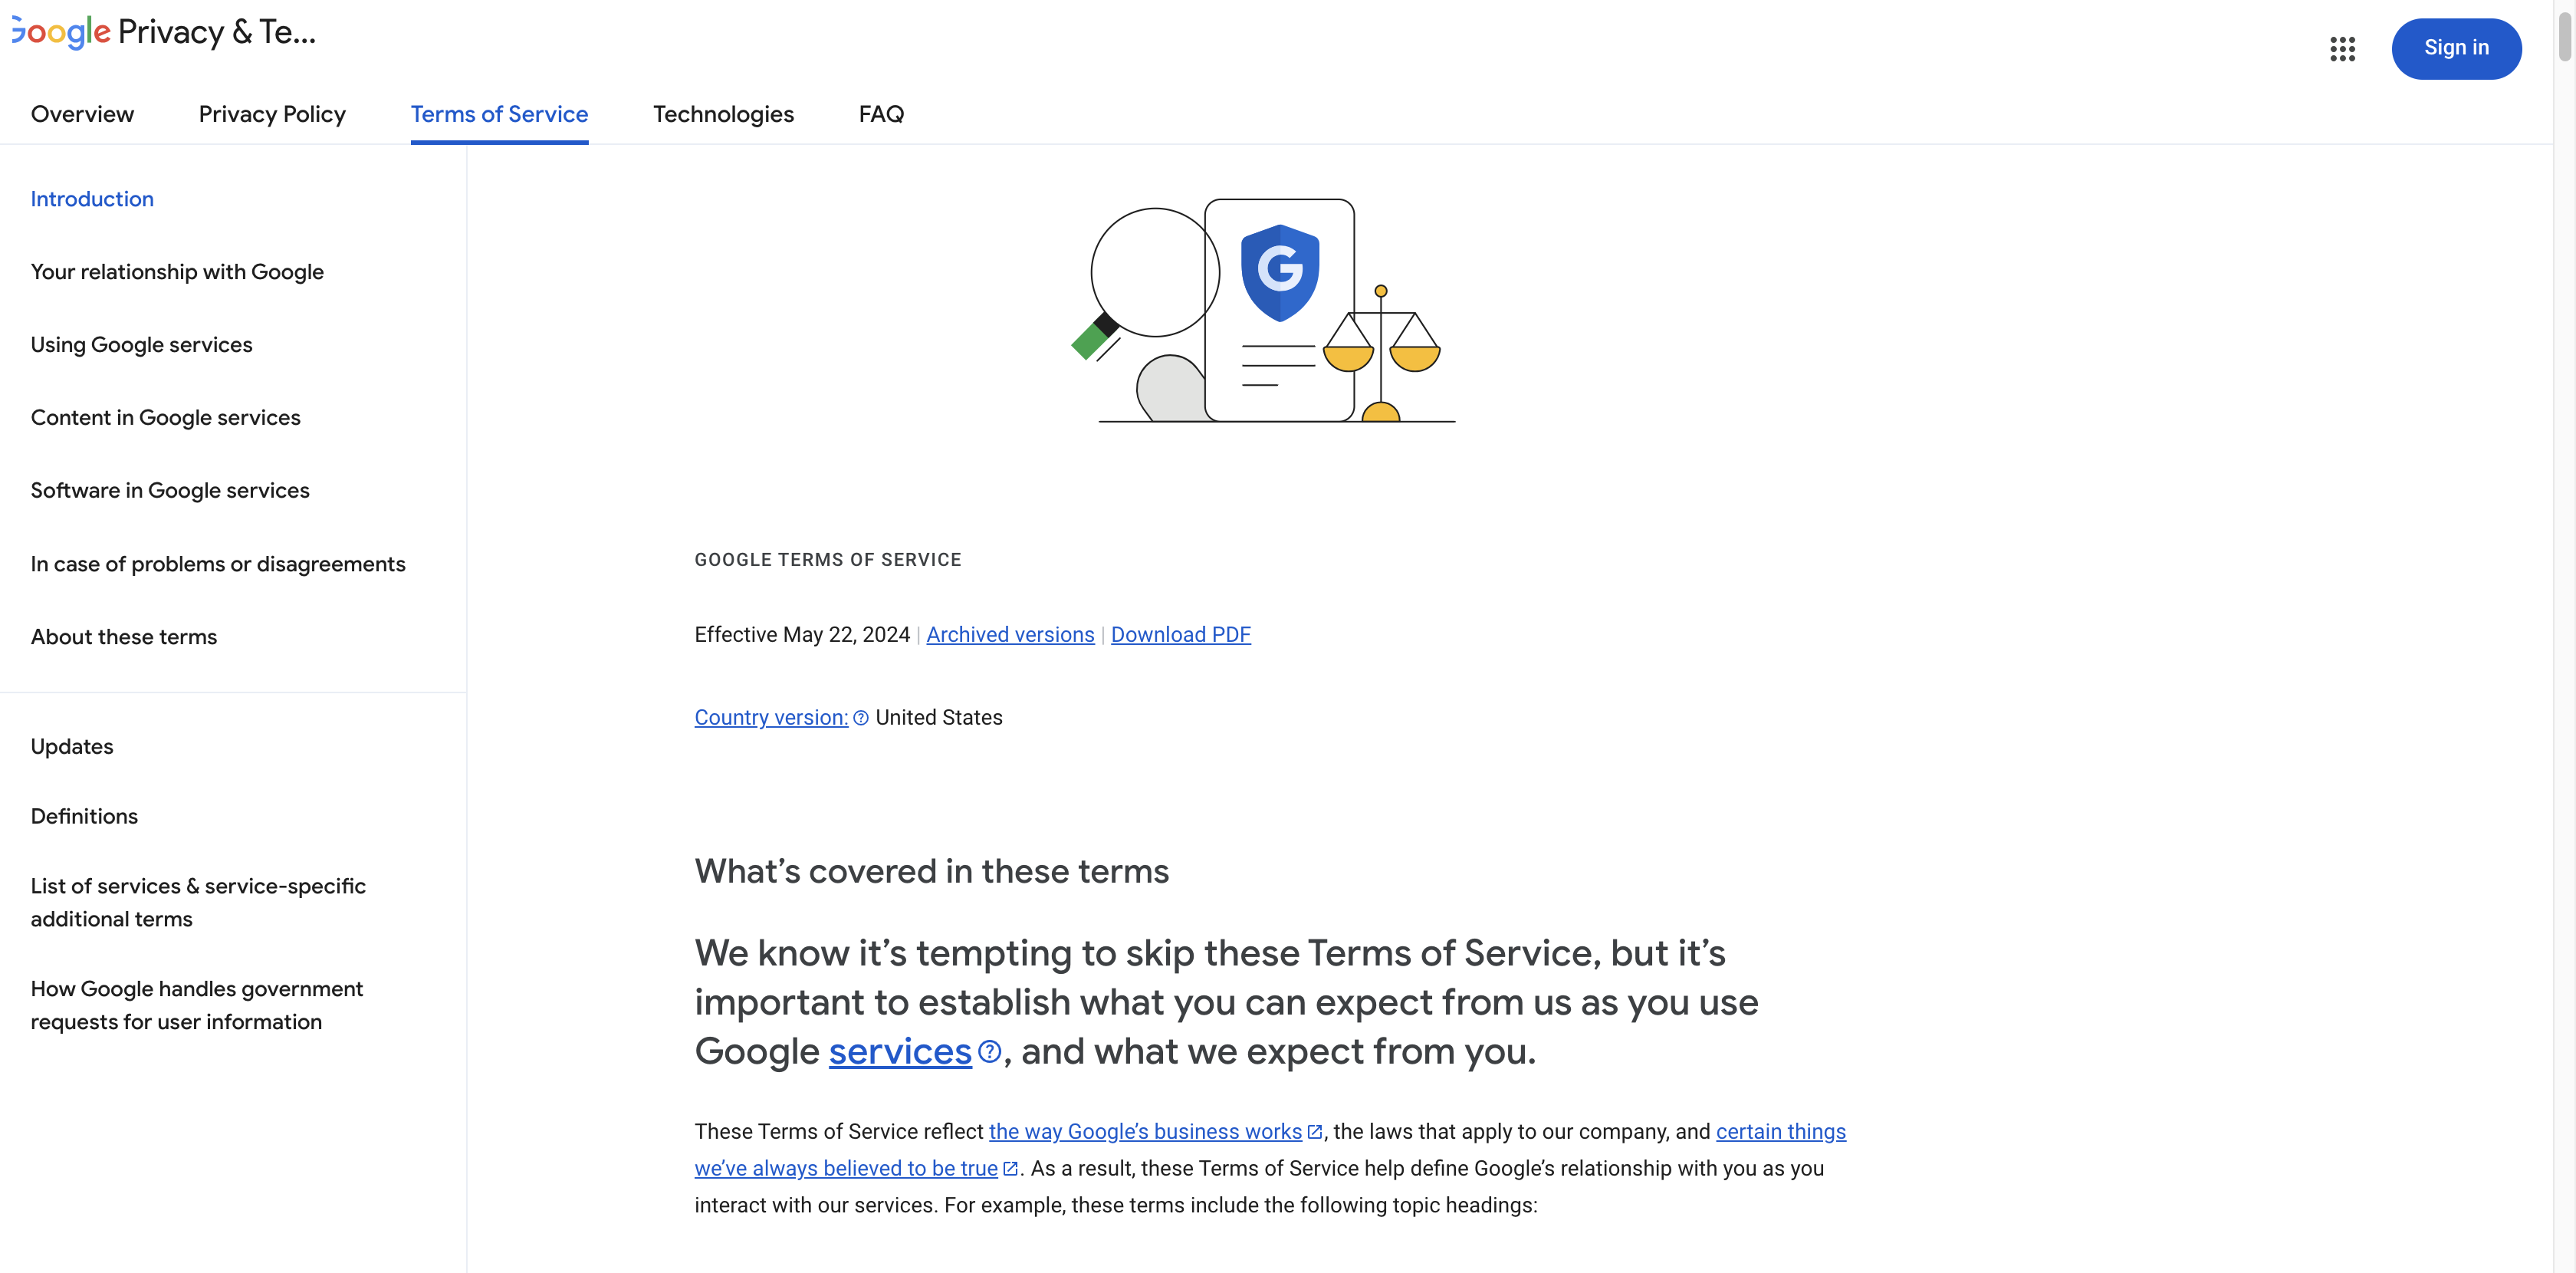 Google Privacy & Te...
Sign in
Overview
Privacy Policy
Terms of Service
Technologies
FAQ
Introduction
Your relationship with Google
Using Google services
Content in Google services
Software in Google services
In case of problems or disagreements
About these terms
Updates
Definitions
List of services & service-specific
additional terms
How Google handles government
requests for user information
G
GOOGLE TERMS OF SERVICE
Effective May 22, 2024 | Archived versions | Download PDF
Country version: United States
What’s covered in these terms
We know it’s tempting to skip these Terms of Service, but it’s
important to establish what you can expect from us as you use
Google services, and what we expect from you.
These Terms of Service reflect the way Google’s business works, the laws that apply to our company, and certain things
we’ve always believed to be true. As a result, these Terms of Service help define Google’s relationship with you as you
interact with our services. For example, these terms include the following topic headings: